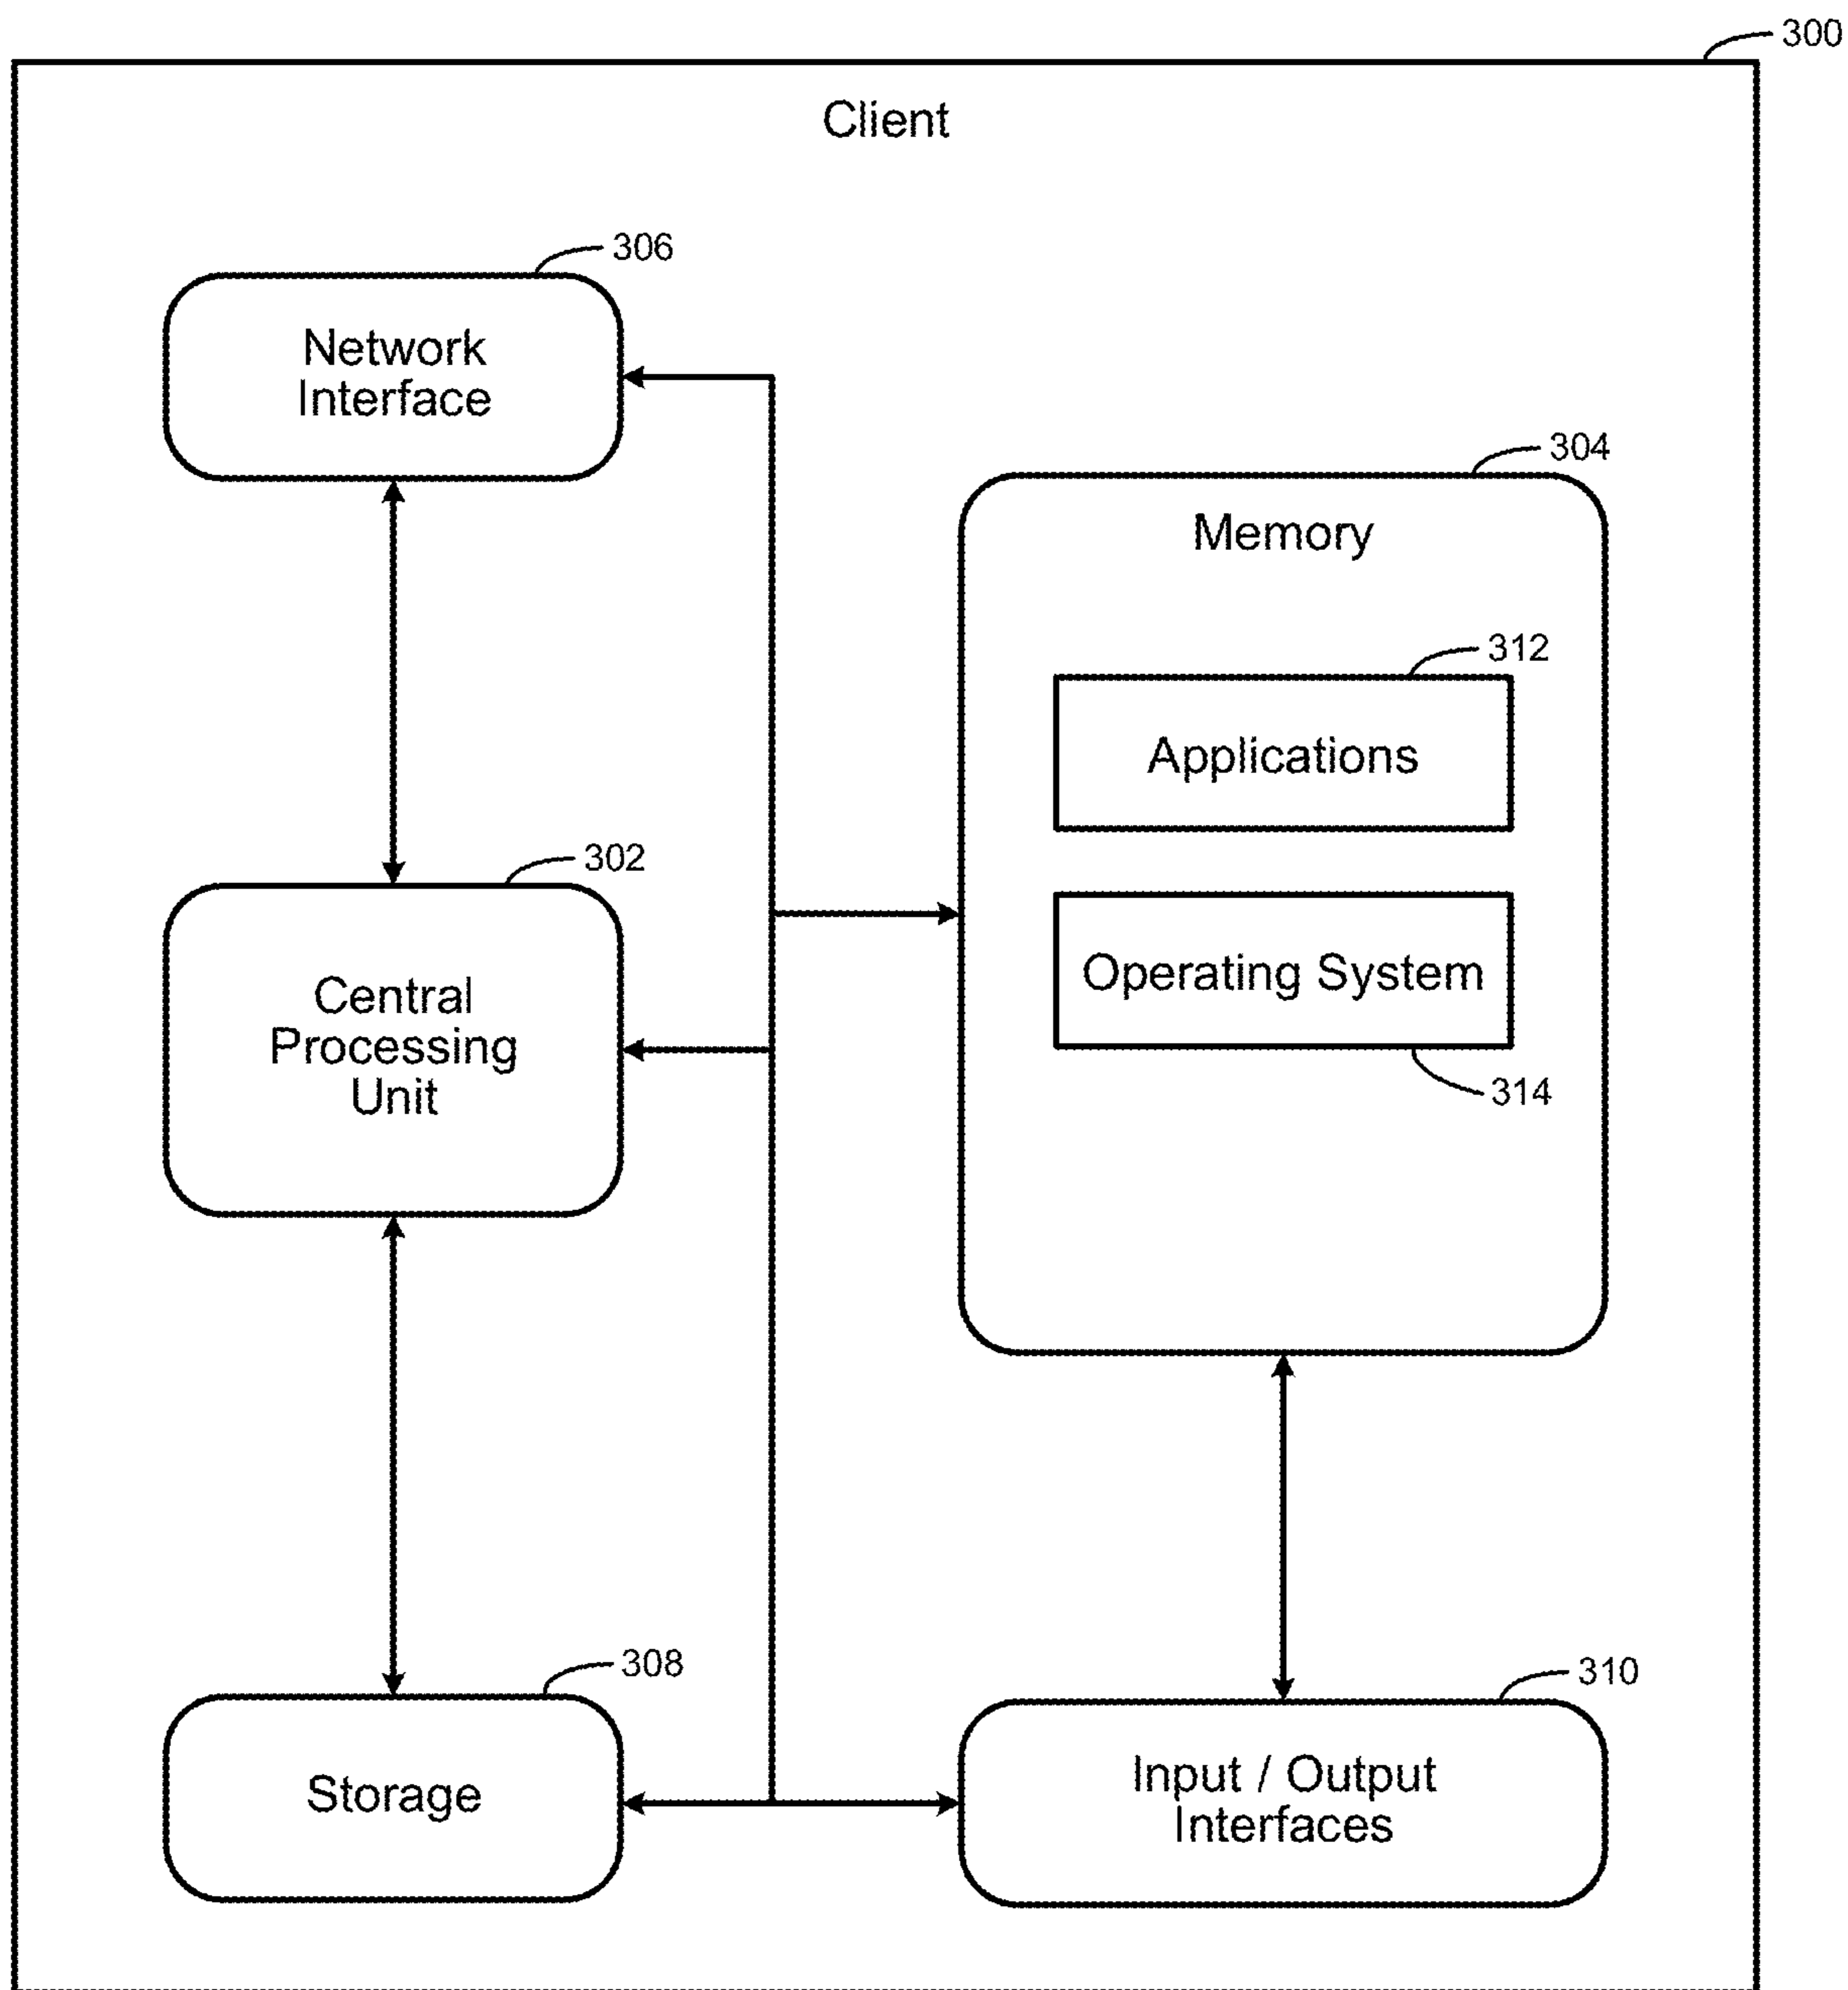 300
Client
306
Network
Interface
304
Memory
312
Applications
302
Central
Processing
Unit
Operating System
314
308
Storage
310
Input / Output
Interfaces